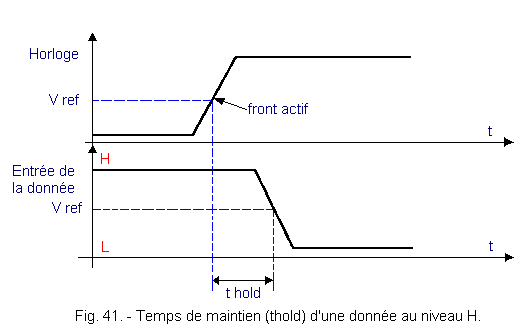 Horloge
V ref
front actif
t
H
Entrée de
la donnée
V ref
L
t
t hold
Fig. 41. - Temps de maintien (thold) d'une donnée au niveau H.